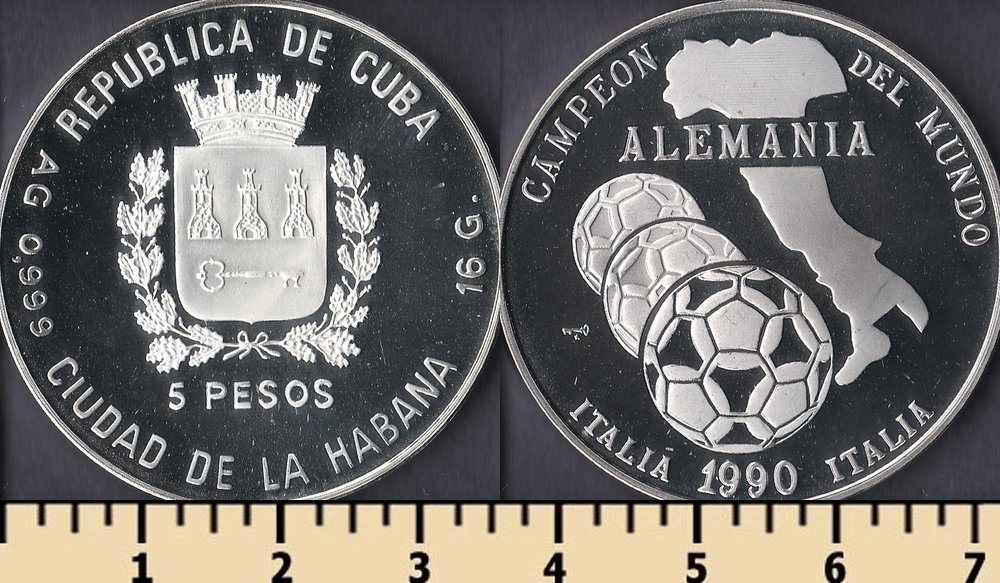 REPUBLICA DE CUBA
AG 0,999
16 G.
5 PESOS
CIUDAD DE LA HABANA
CAMPEON DEL MUNDO
ALEMANIA
ITALIA 1990 ITALIA
1 2 3 4 5 6 7